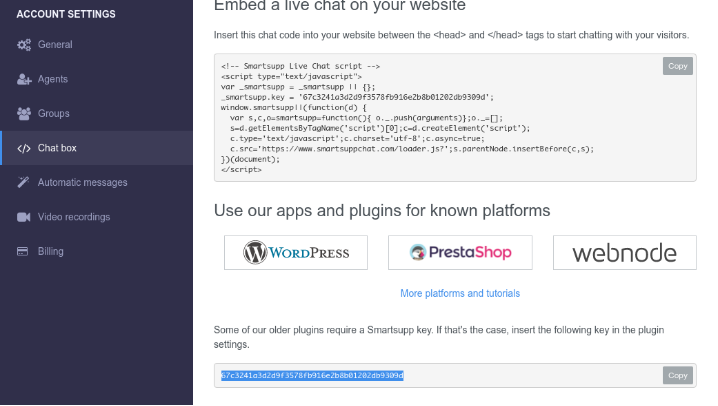 ACCOUNT SETTINGS
General
Agents
Groups
Chat box
Automatic messages
Video recordings
Billing
Embed a live chat on your website
Insert this chat code into your website between the <head> and </head> tags to start chatting with your visitors.
Copy
<!-- Smartsupp Live Chat script -->
<script type="text/javascript">
var _smartsupp = _smartsupp || {};
_smartsupp.key = '67c3241a3d2d9f3578fb916e2b8b01202db9309d';
window.smartsupp||(function(d) {
var s,c,o=smartsupp=function(){ o._.push(arguments)};o._=[];
s=d.getElementsByTagName('script')[0];c=d.createElement('script');
c.type='text/javascript';c.charset='utf-8';c.async=true;
c.src='https://www.smartsuppchat.com/loader.js?';s.parentNode.insertBefore(c,s);
})(document);
</script>
Use our apps and plugins for known platforms
WORDPRESS
PrestaShop
webnode
More platforms and tutorials
Some of our older plugins require a Smartsupp key. If that's the case, insert the following key in the plugin
settings.
67c3241a3d2d9f3578fb916e2b8b01202db9309d
Copy